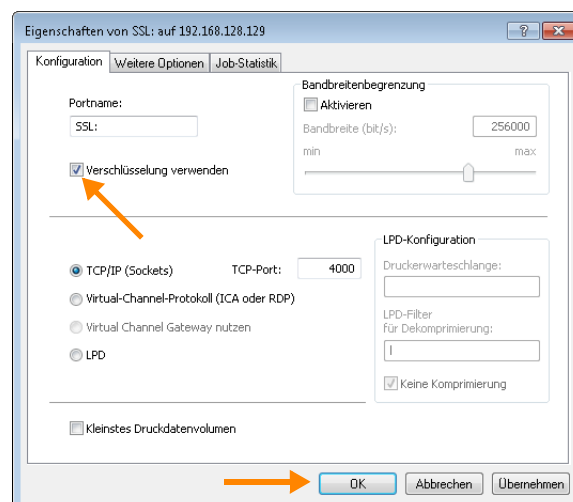 Eigenschaften von SSL: auf 192.168.128.129
Konfiguration Weitere Optionen Job-Statistik
Portname:
SSL:
Verschlüsselung verwenden
Bandbreitenbegrenzung
Aktivieren
Bandbreite (bit/s): 256000
min max
TCP/IP (Sockets) TCP-Port: 4000
Virtual-Channel-Protokoll (ICA oder RDP)
Virtual Channel Gateway nutzen
LPD
LPD-Konfiguration
Druckerwarteschlange:
LPD-Filter
für Dekomprimierung:
l
Keine Komprimierung
Kleinstes Druckdatenvolumen
OK Abbrechen Übernehmen